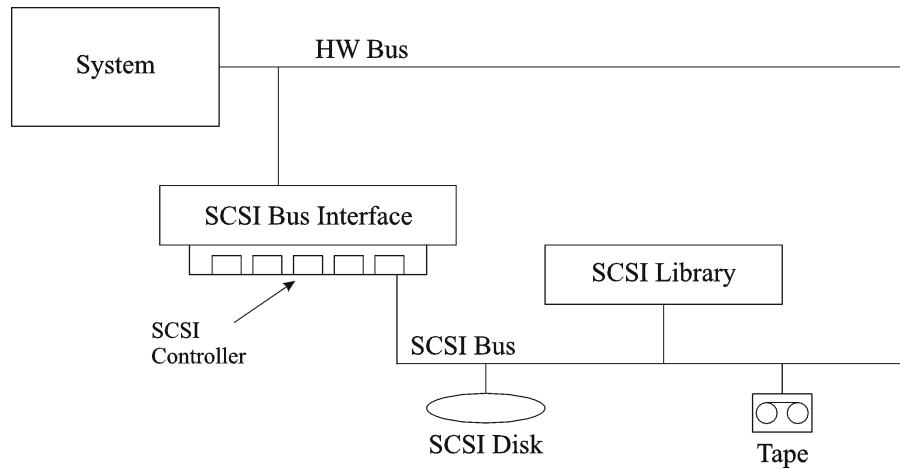 System
HW Bus
SCSI Bus Interface
SCSI Library
SCSI
Controller
SCSI Bus
SCSI Disk
Tape